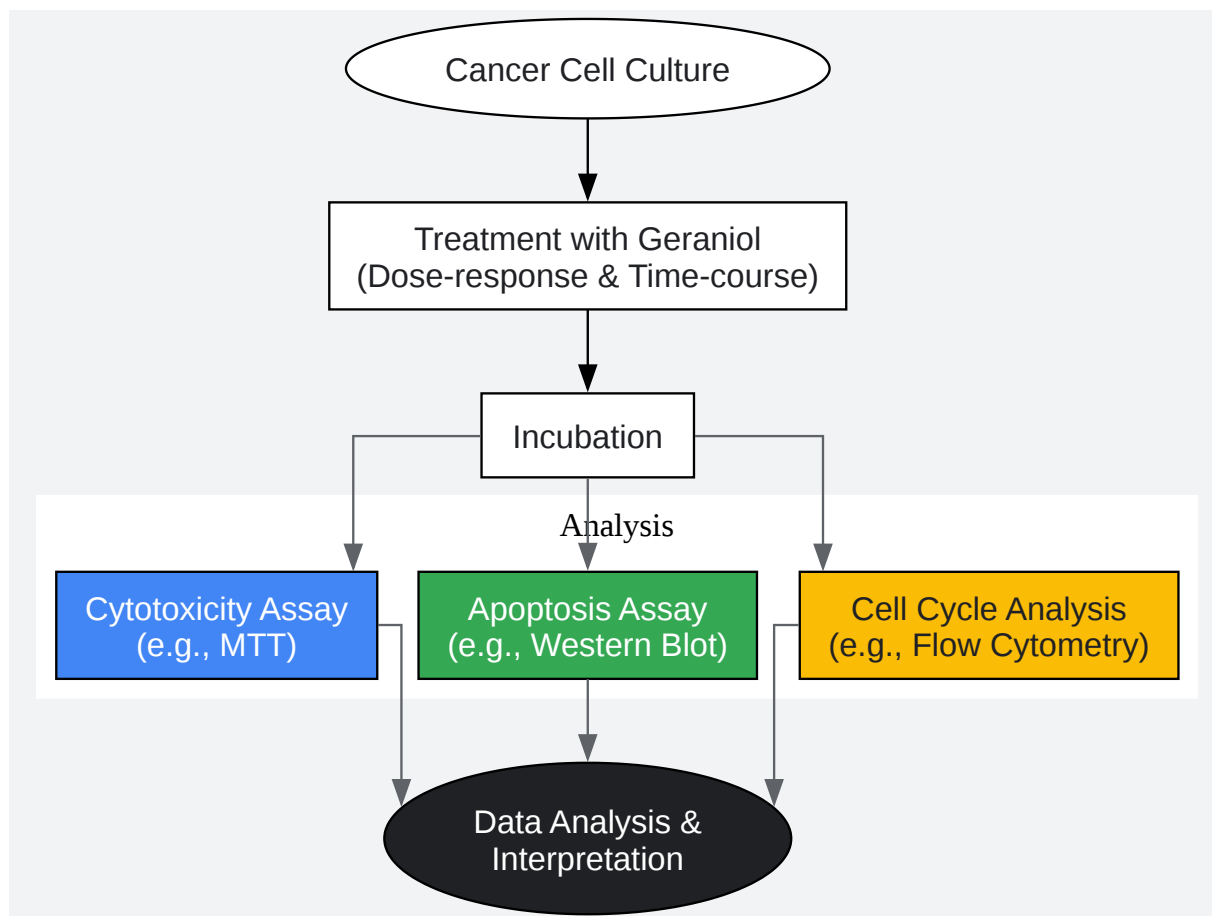 Cancer Cell Culture
Treatment with Geraniol
(Dose-response & Time-course)
Incubation
Analysis
Cytotoxicity Assay
(e.g., MTT)
Apoptosis Assay
(e.g., Western Blot)
Cell Cycle Analysis
(e.g., Flow Cytometry)
Data Analysis &
Interpretation